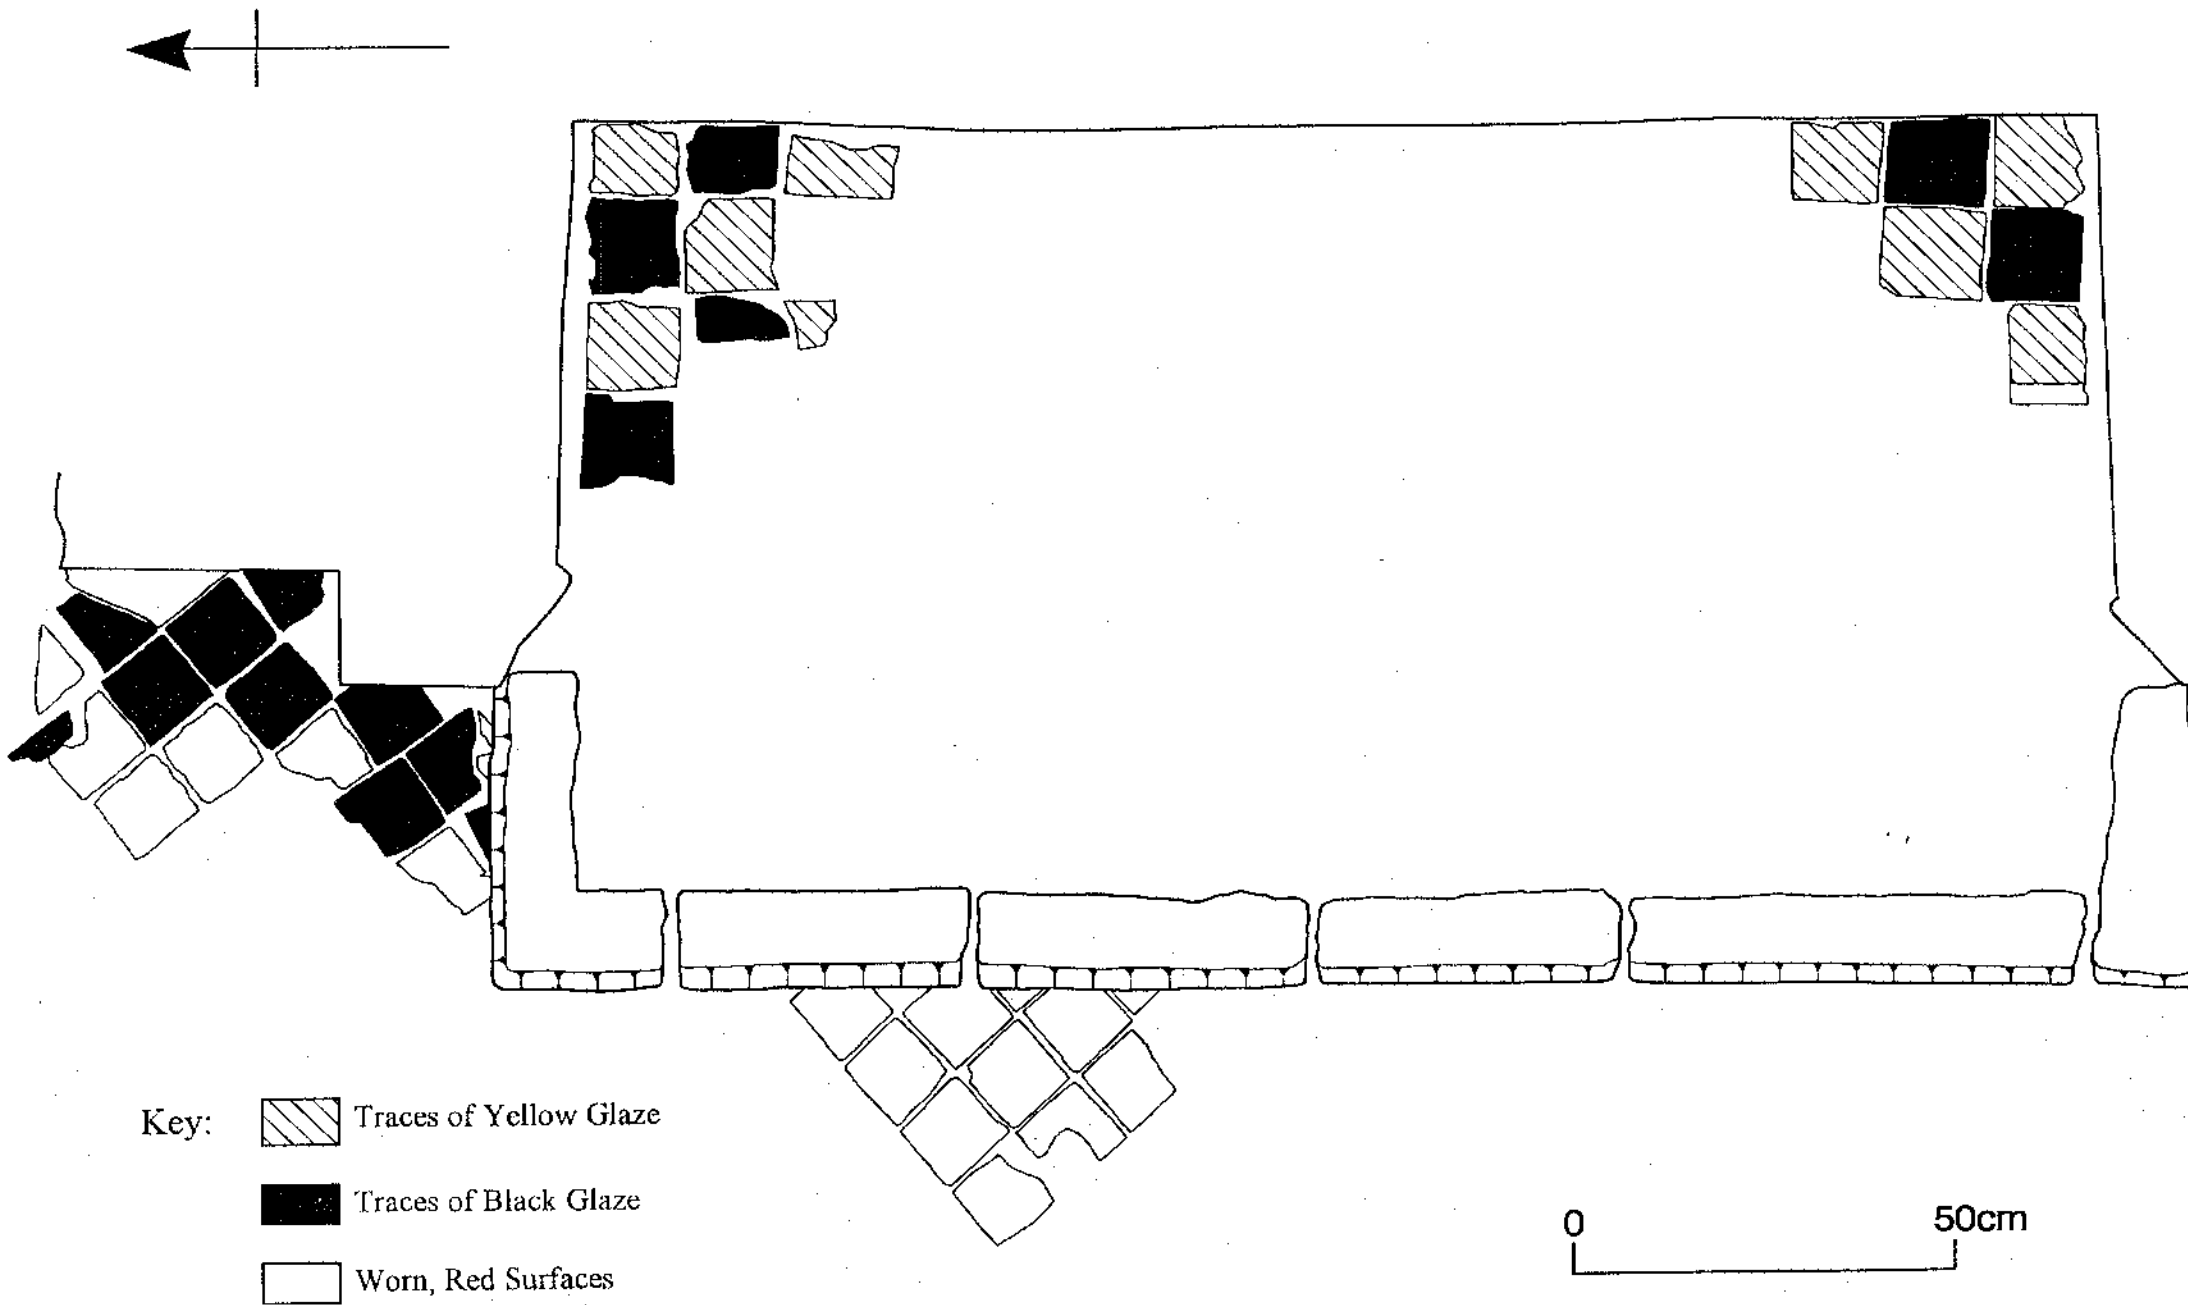 Key:
Traces of Yellow Glaze
Traces of Black Glaze
Worn, Red Surfaces
0 50cm